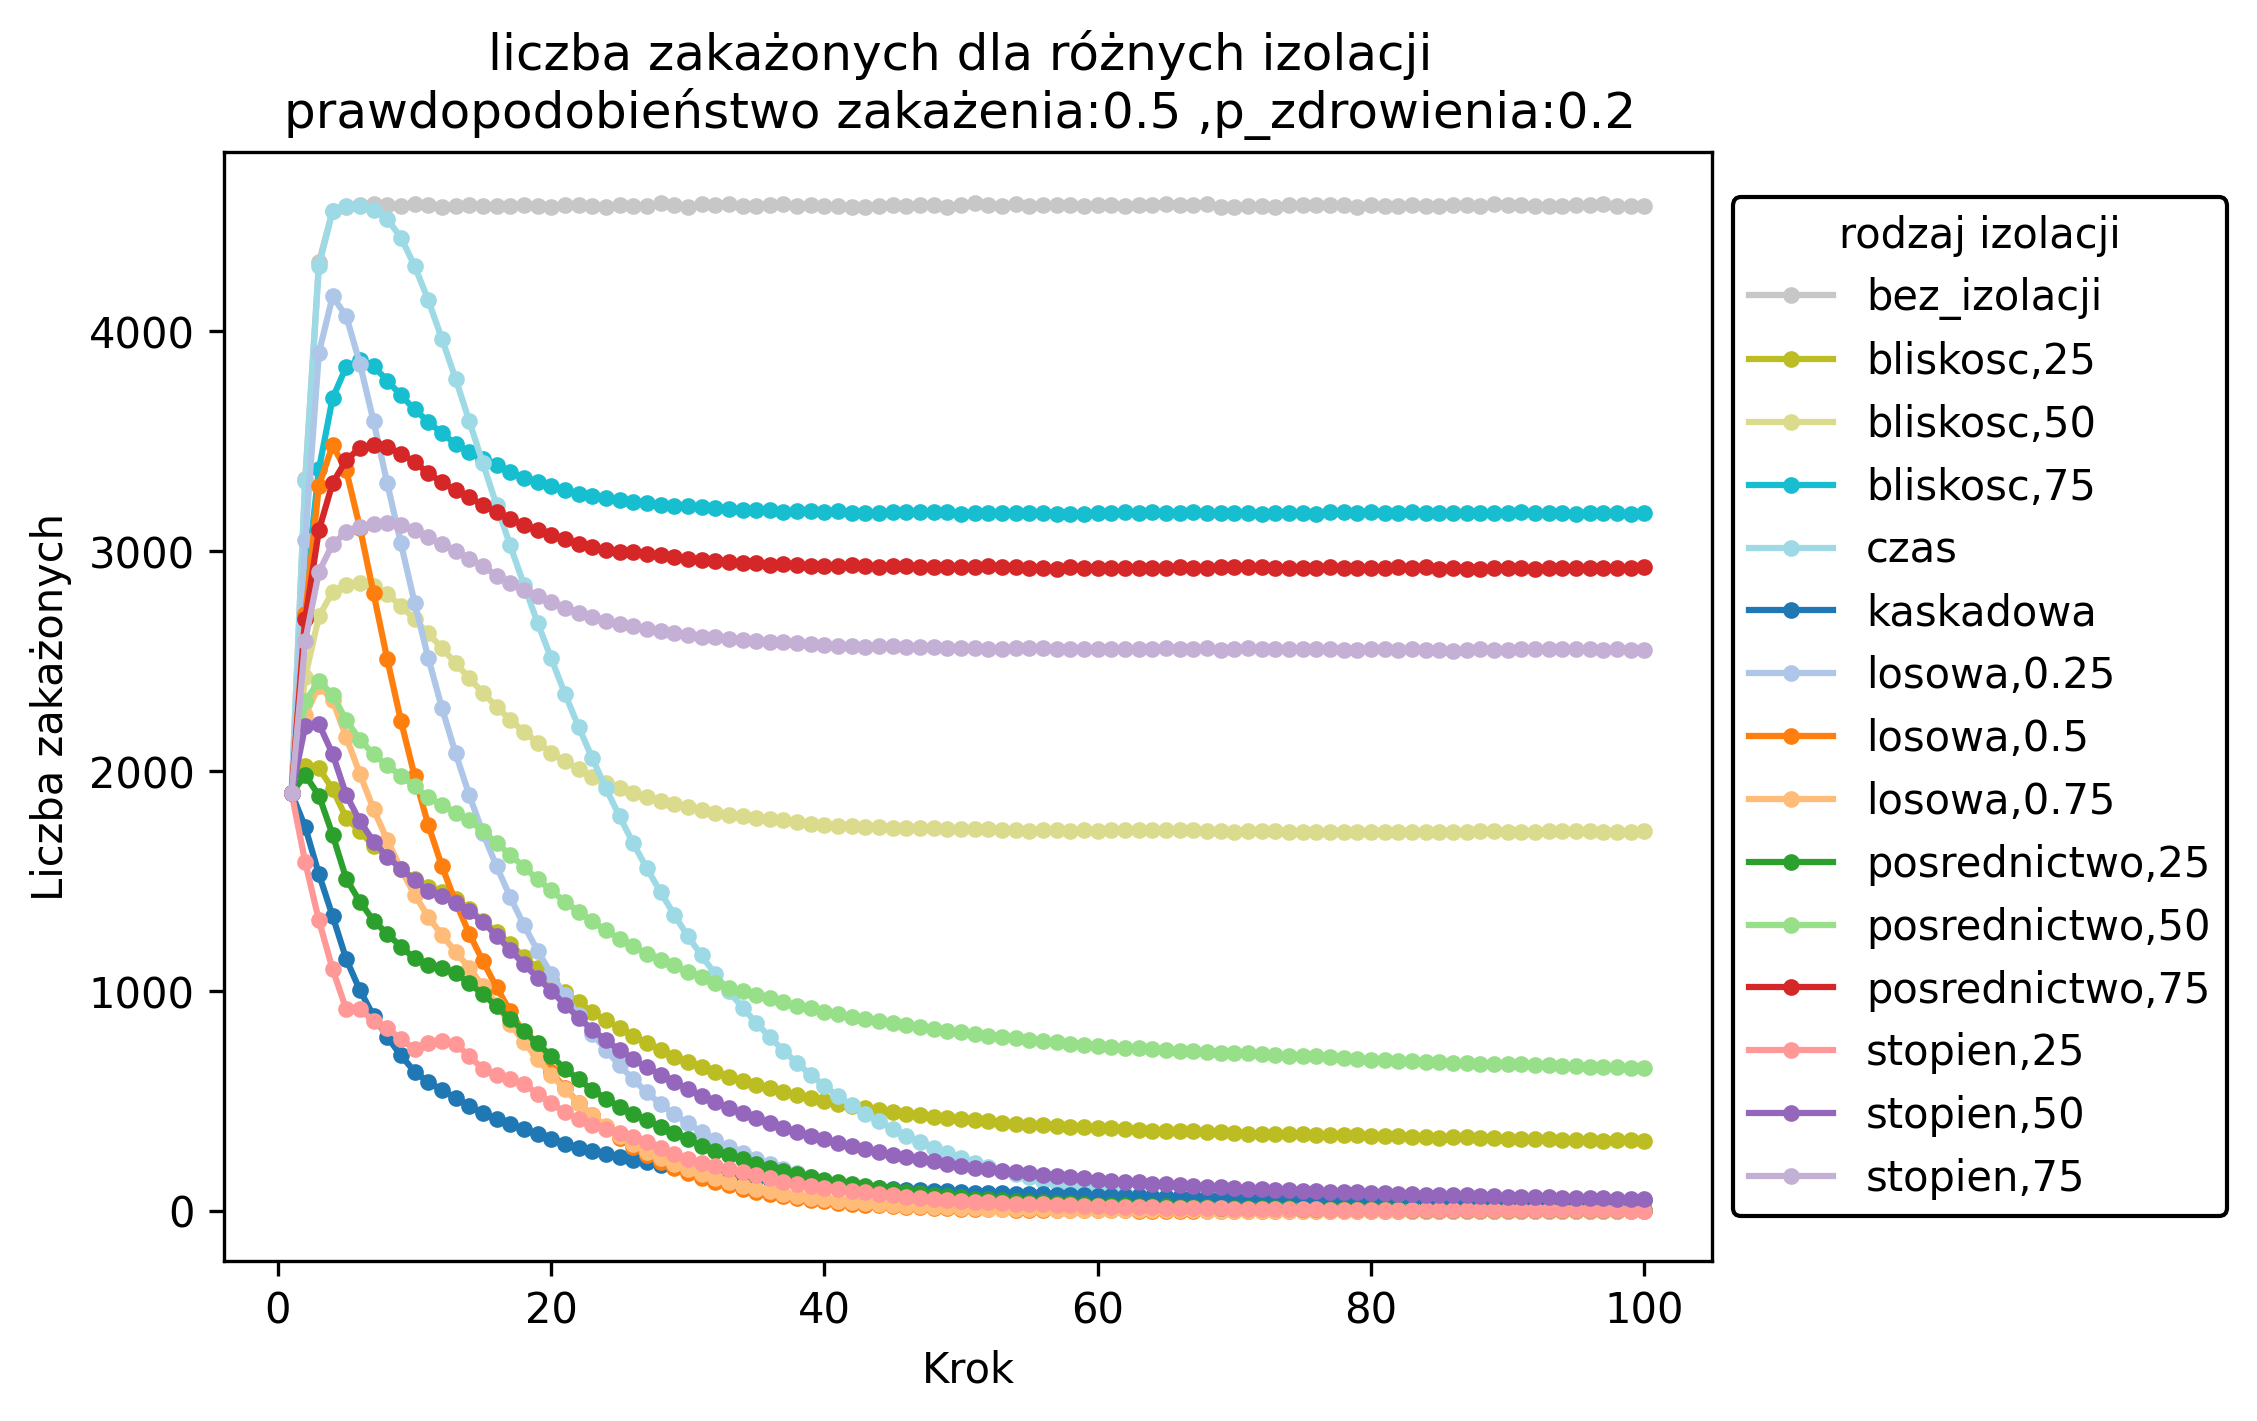 liczba zakażonych dla różnych izolacji
prawdopodobieństwo zakażenia:0.5 ,p_zdrowienia:0.2
Liczba zakażonych
4000
3000
2000
1000
0
0 20 40 60 80 100
Krok
rodzaj izolacji
bez_izolacji
bliskosc,25
bliskosc,50
bliskosc,75
czas
kaskadowa
losowa,0.25
losowa,0.5
losowa,0.75
posrednictwo,25
posrednictwo,50
posrednictwo,75
stopien,25
stopien,50
stopien,75